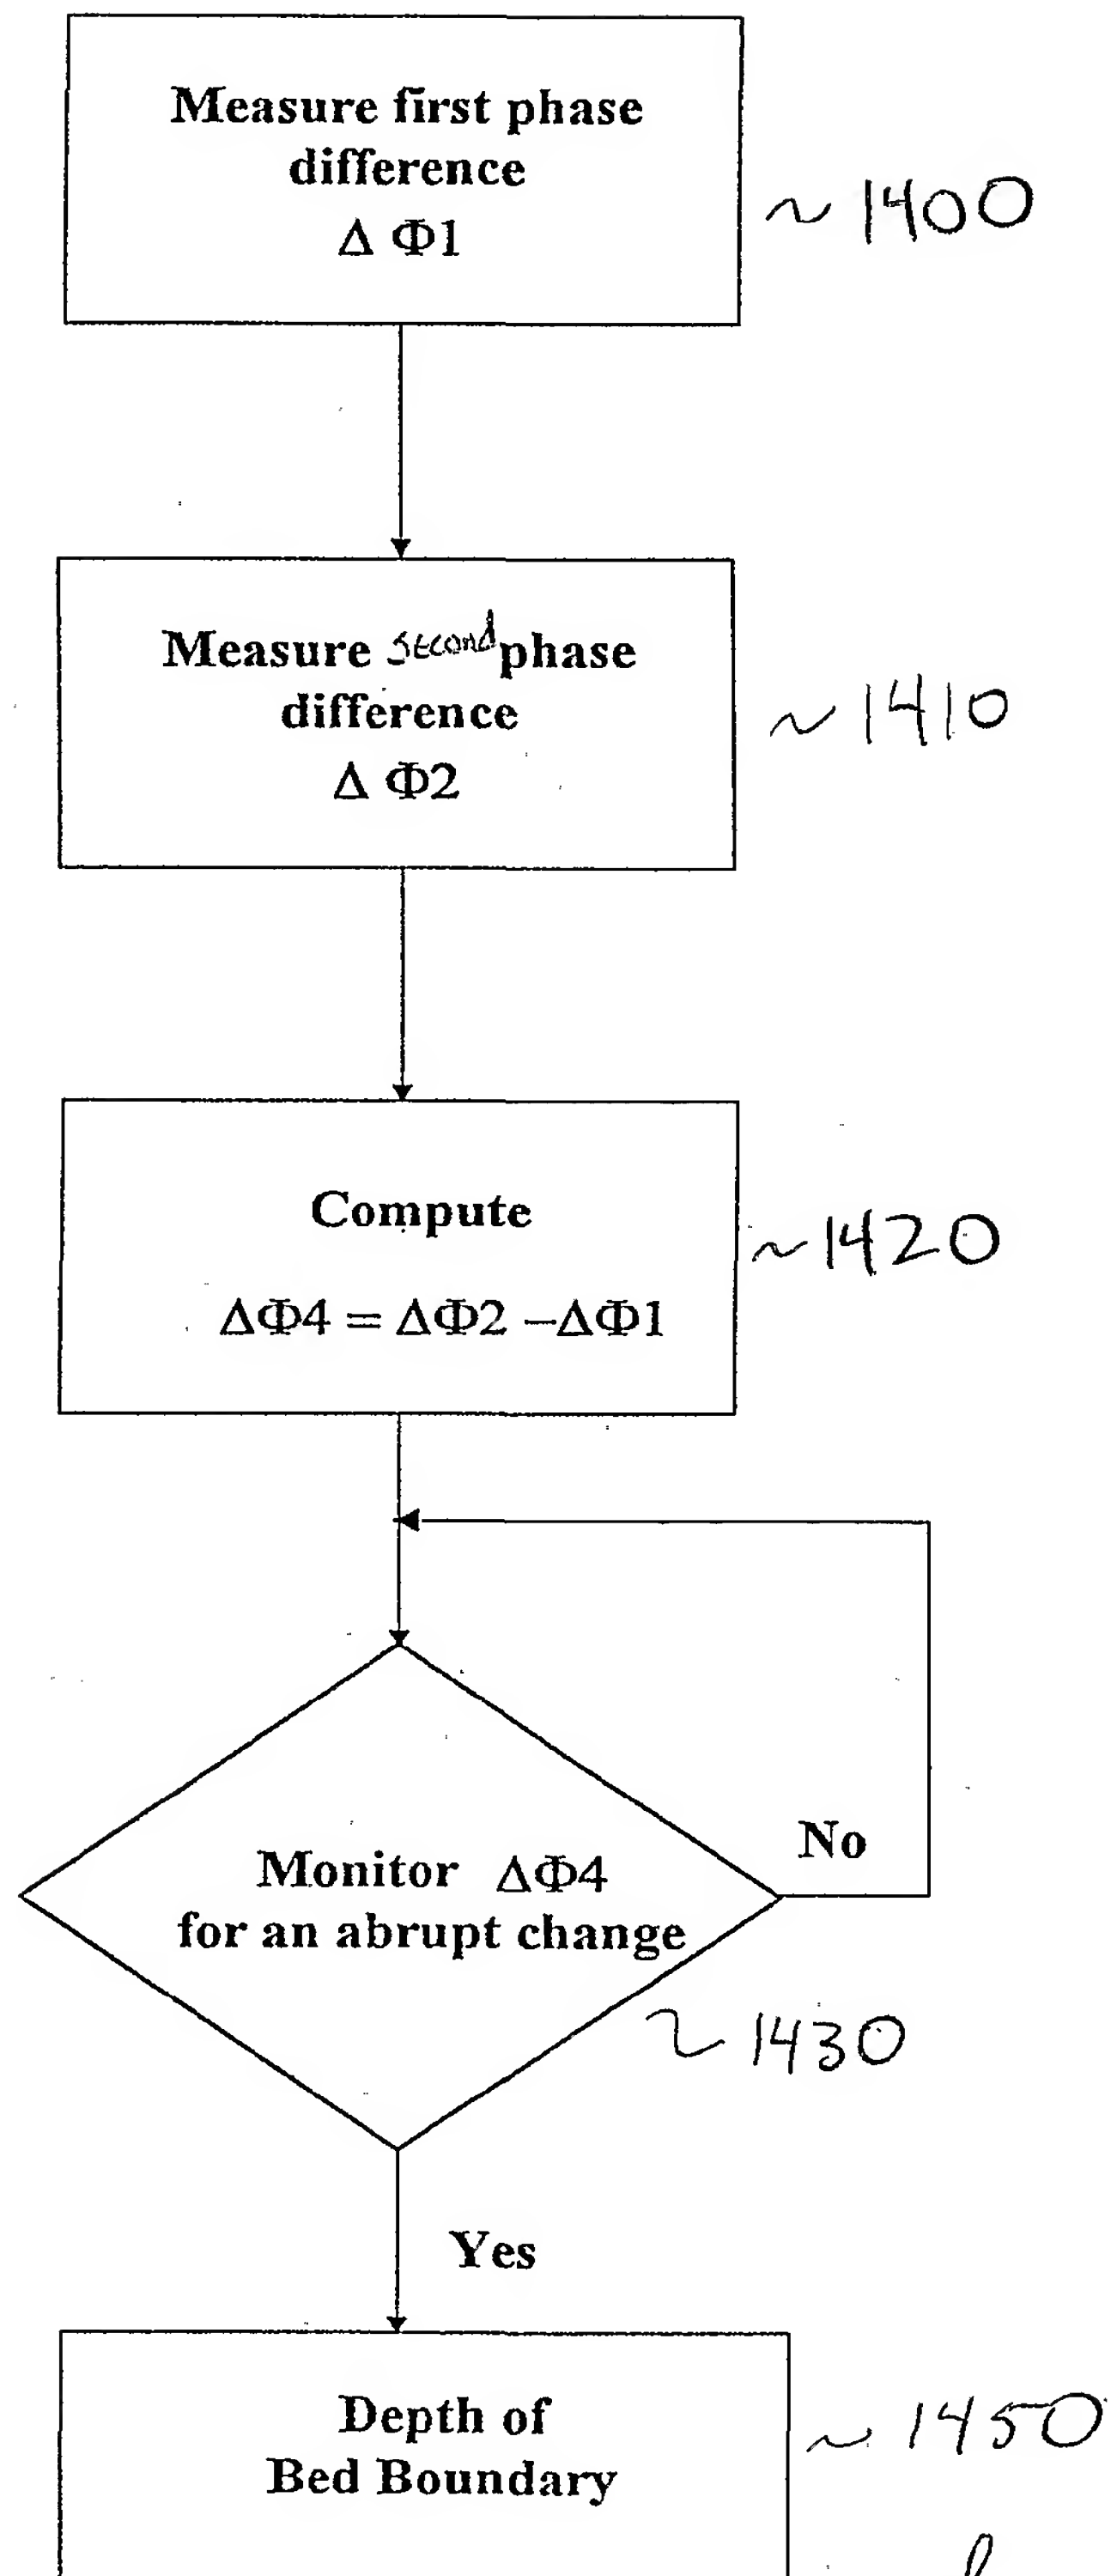 Measure first phase
difference
Δ Φ1
~ 1400
Measure second phase
difference
Δ Φ2
~ 1410
Compute
ΔΦ4 = ΔΦ2 –ΔΦ1
~ 1420
Monitor ΔΦ4
for an abrupt change
No
~ 1430
Yes
Depth of
Bed Boundary
~ 1450